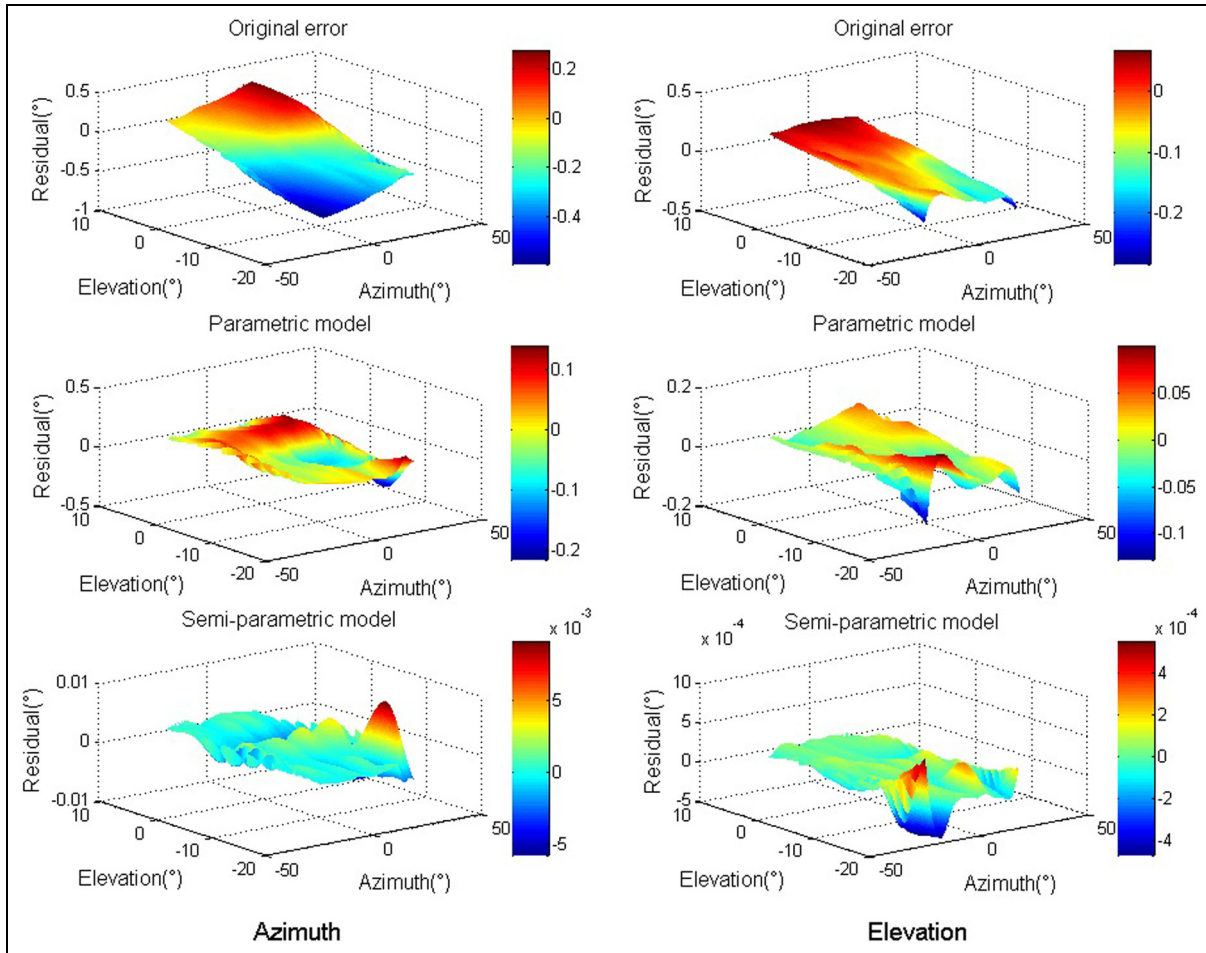 Original error
0.5
0
-0.5
-1
Residual(°)
10
0
-10
-20
Elevation(°)
-50
0
50
Azimuth(°)
0.2
0
-0.2
-0.4
Original error
0.5
0
-0.5
Residual(°)
10
0
-10
-20
Elevation(°)
-50
0
50
Azimuth(°)
0
-0.1
-0.2
Parametric model
0.5
0
-0.5
Residual(°)
10
0
-10
-20
Elevation(°)
-50
0
50
Azimuth(°)
0.1
0
-0.1
-0.2
Parametric model
0.2
0
-0.2
Residual(°)
10
0
-10
-20
Elevation(°)
-50
0
50
Azimuth(°)
0.05
0
-0.05
-0.1
Semi-parametric model
0.01
0
-0.01
Residual(°)
10
0
-10
-20
Elevation(°)
-50
0
50
Azimuth(°)
x 10-3
5
0
-5
Azimuth
x 10-4
Semi-parametric model
10
5
0
-5
Residual(°)
10
0
-10
-20
Elevation(°)
-50
0
50
Azimuth(°)
x 10-4
4
2
0
-2
-4
Elevation